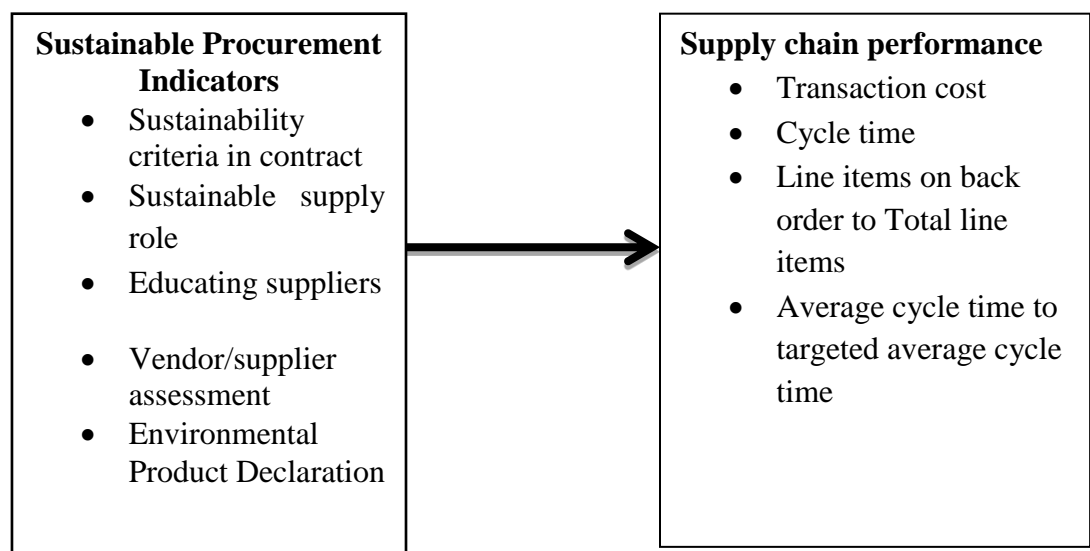 Sustainable Procurement
Indicators
• Sustainability
criteria in contract
• Sustainable supply
role
• Educating suppliers
• Vendor/supplier
assessment
• Environmental
Product Declaration
Supply chain performance
• Transaction cost
• Cycle time
• Line items on back
order to Total line
items
• Average cycle time to
targeted average cycle
time